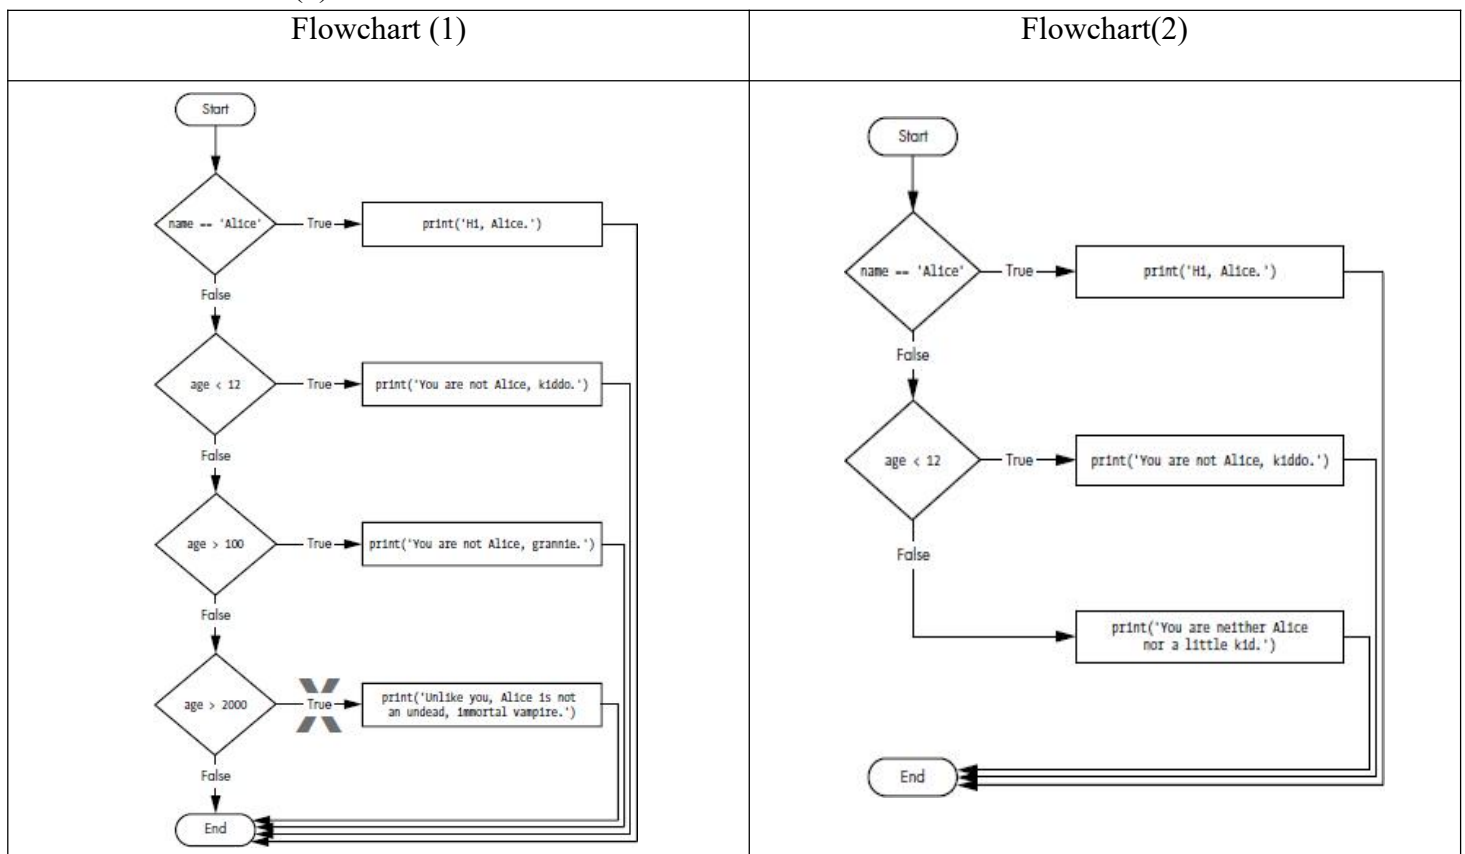 Flowchart (1)
Flowchart(2)
Start
name == 'Alice'
True
print('Hi, Alice.')
False
age < 12
True
print('You are not Alice, kiddo.')
False
age > 100
True
print('You are not Alice, grannie.')
False
age > 2000
True
print('Unlike you, Alice is not
an undead, immortal vampire.')
False
End
Start
name == 'Alice'
True
print('Hi, Alice.')
False
age < 12
True
print('You are not Alice, kiddo.')
False
print('You are neither Alice
nor a little kid.')
End